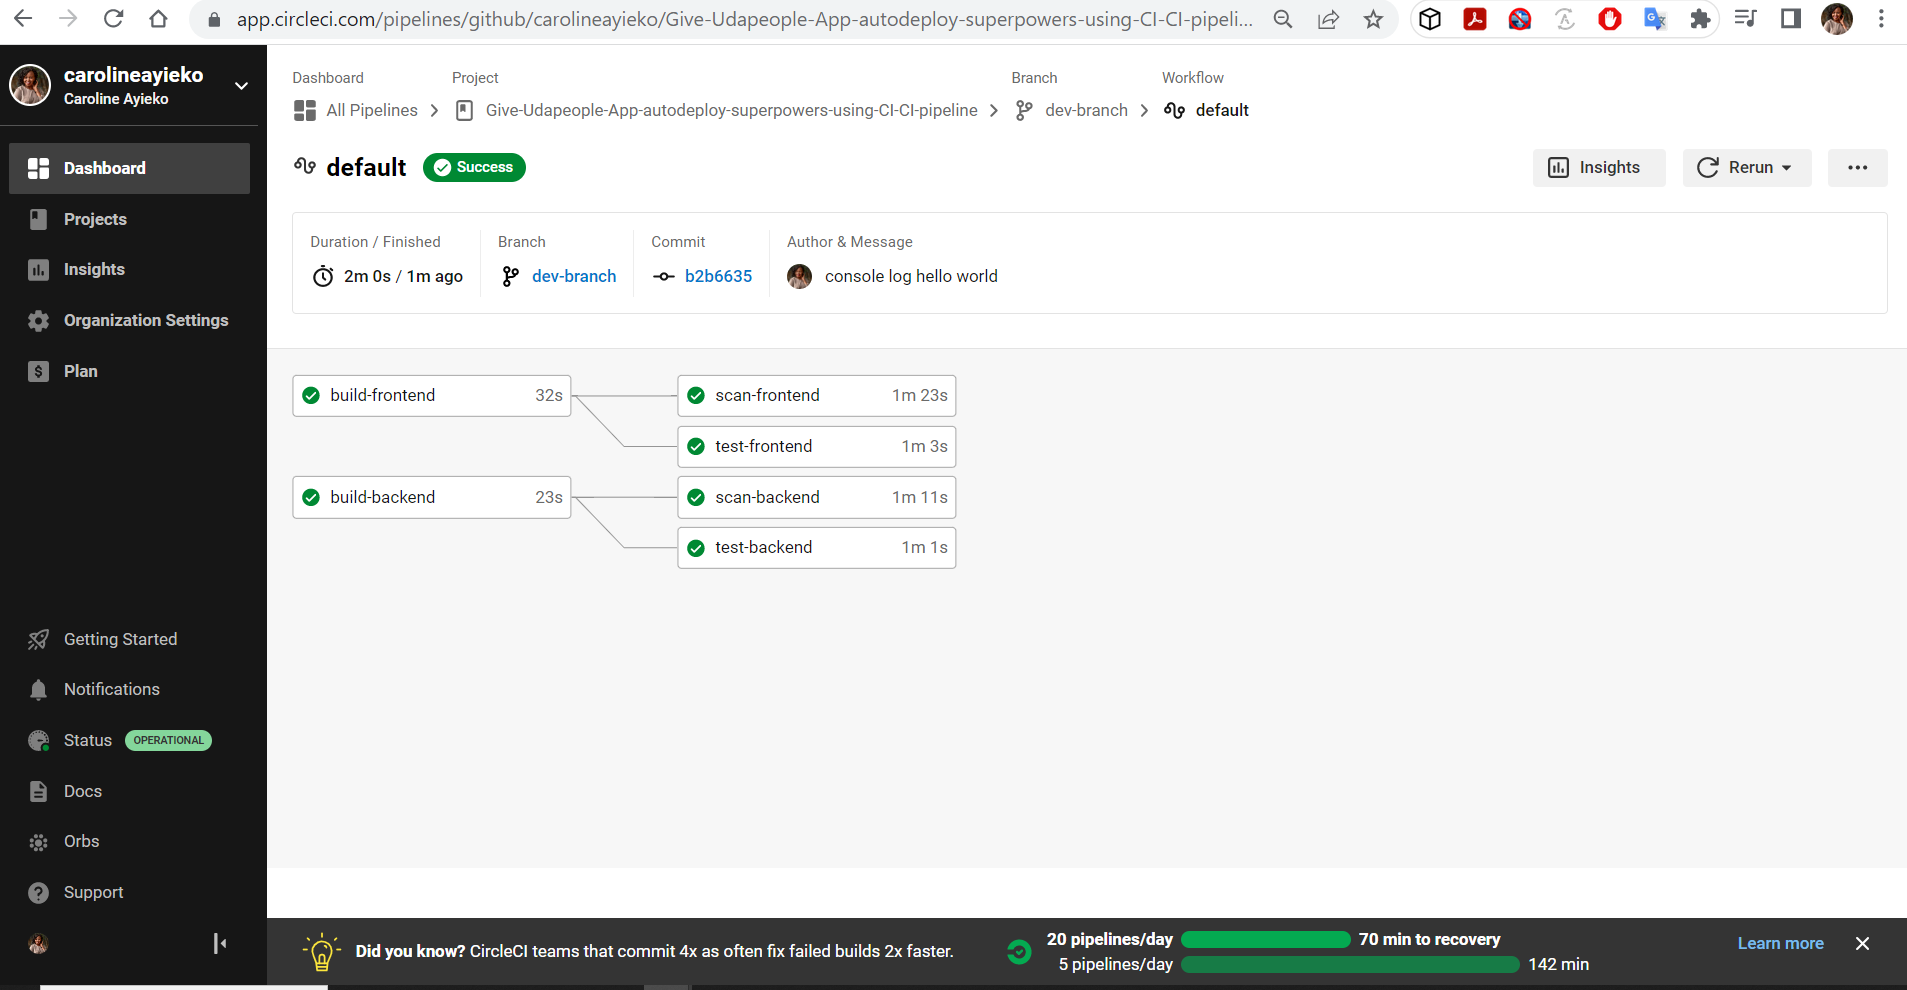 app.circleci.com/pipelines/github/carolineayieko/Give-Udapeople-App-autodeploy-superpowers-using-CI-CI-pipeli...
carolineayieko
Caroline Ayieko
Dashboard
Projects
Insights
Organization Settings
Plan
Getting Started
Notifications
Status OPERATIONAL
Docs
Orbs
Support
Dashboard Project Branch Workflow
All Pipelines Give-Udapeople-App-autodeploy-superpowers-using-CI-CI-pipeline dev-branch default
default Success
Insights Rerun
Duration / Finished Branch Commit Author & Message
2m 0s / 1m ago dev-branch b2b6635 console log hello world
build-frontend 32s scan-frontend 1m 23s
test-frontend 1m 3s
build-backend 23s scan-backend 1m 11s
test-backend 1m 1s
Did you know? CircleCI teams that commit 4x as often fix failed builds 2x faster.
20 pipelines/day 70 min to recovery
5 pipelines/day 142 min
Learn more